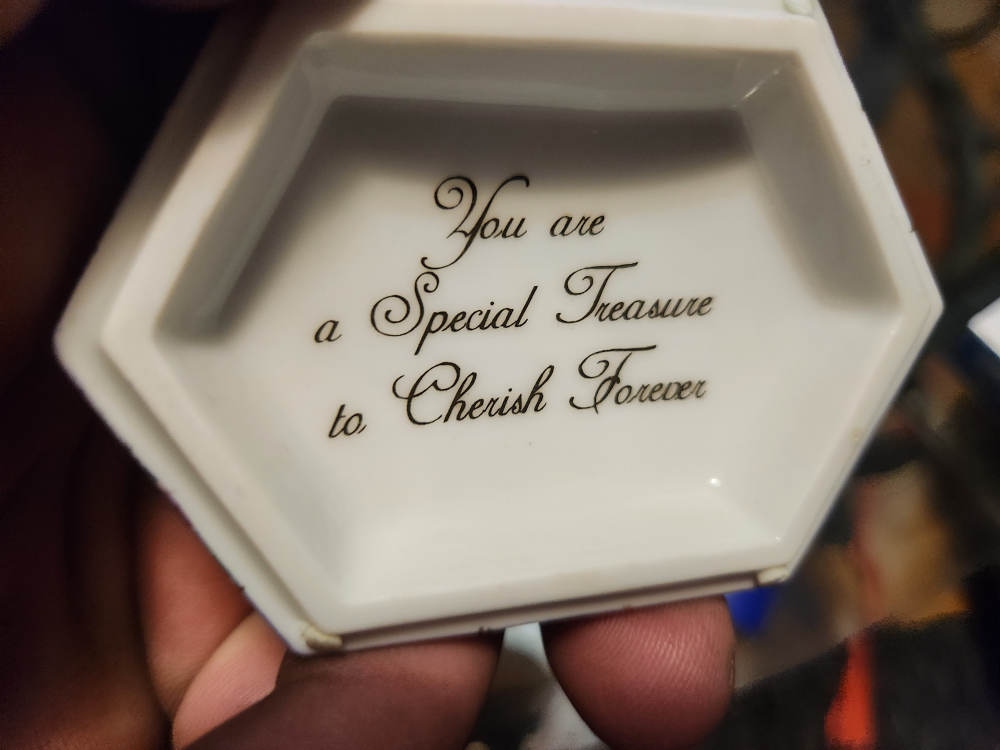 You are
a Special Treasure
to Cherish Forever